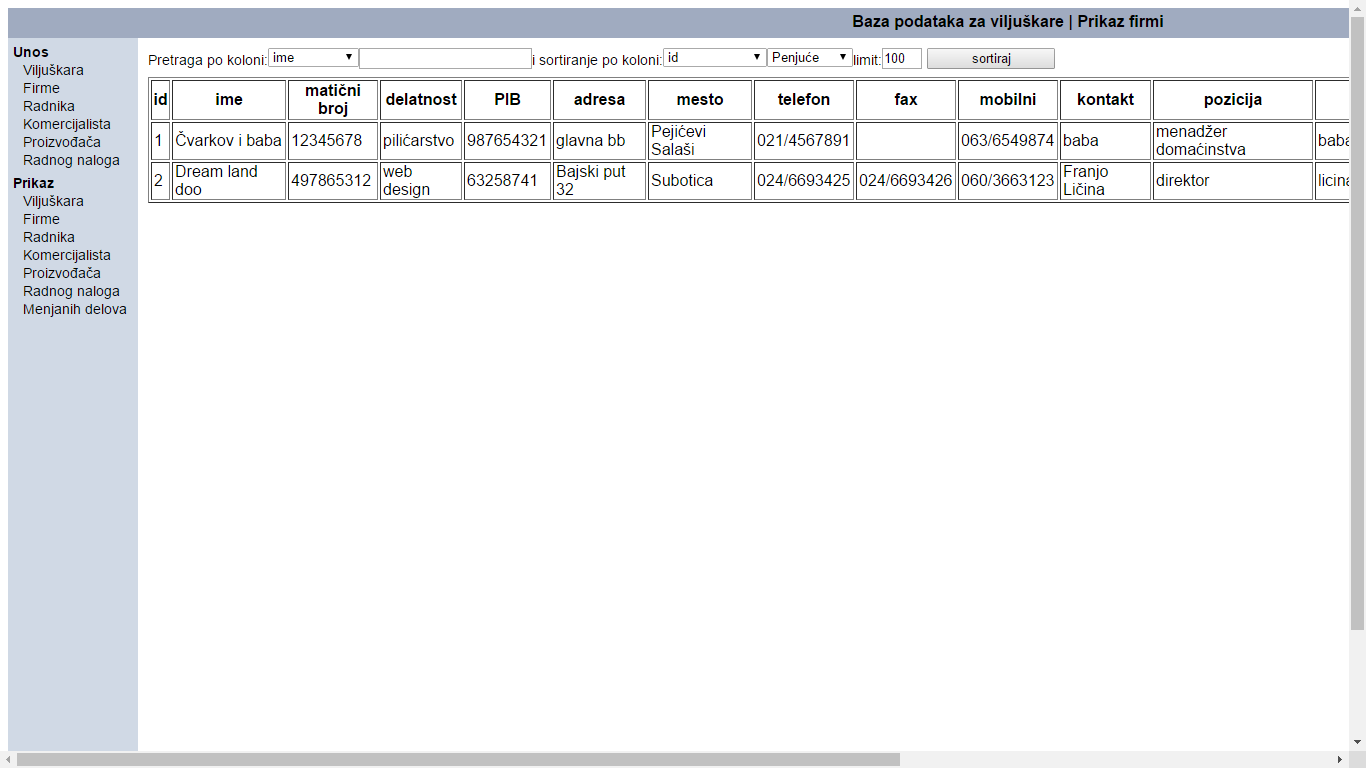 Baza podataka za viljuškare | Prikaz firmi
Unos
Viljuškara
Firme
Radnika
Komercijalista
Proizvođača
Radnog naloga
Prikaz
Viljuškara
Firme
Radnika
Komercijalista
Proizvođača
Radnog naloga
Menjanih delova
Pretraga po koloni: ime i sortiranje po koloni: id Penjuće limit: 100 sortiraj
id ime matični broj delatnost PIB adresa mesto telefon fax mobilni kontakt pozicija
1 Čvarkov i baba 12345678 pilićarstvo 987654321 glavna bb Pejićevi Salaši 021/4567891 063/6549874 baba menadžer domaćinstva baba
2 Dream land doo 497865312 web design 63258741 Bajski put 32 Subotica 024/6693425 024/6693426 060/3663123 Franjo Ličina direktor licina